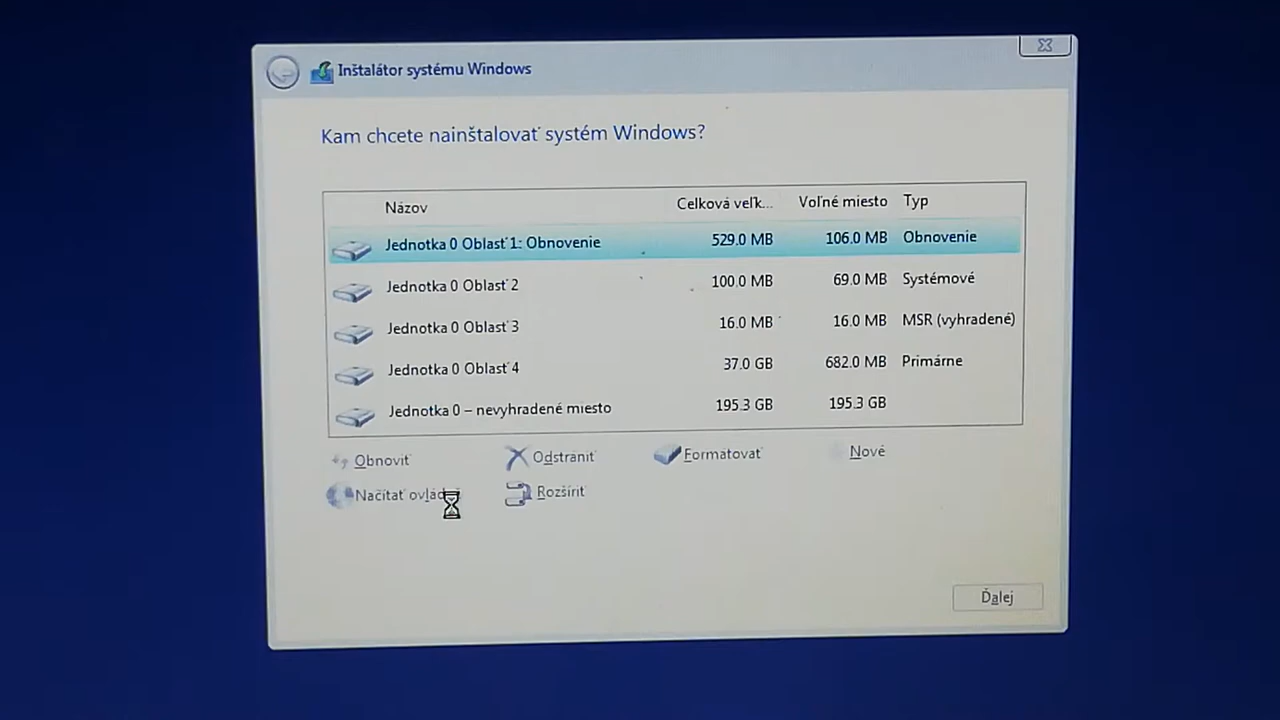 Inštalátor systému Windows
Kam chcete nainštalovať systém Windows?
Názov Celková veľk... Voľné miesto Typ
Jednotka 0 Oblasť 1: Obnovenie 529.0 MB 106.0 MB Obnovenie
Jednotka 0 Oblasť 2 100.0 MB 69.0 MB Systémové
Jednotka 0 Oblasť 3 16.0 MB 16.0 MB MSR (vyhradené)
Jednotka 0 Oblasť 4 37.0 GB 682.0 MB Primárne
Jednotka 0 – nevyhradené miesto 195.3 GB 195.3 GB
Obnoviť Odstrániť Formátovať Nové
Načítať Rozšíriť
Ďalej